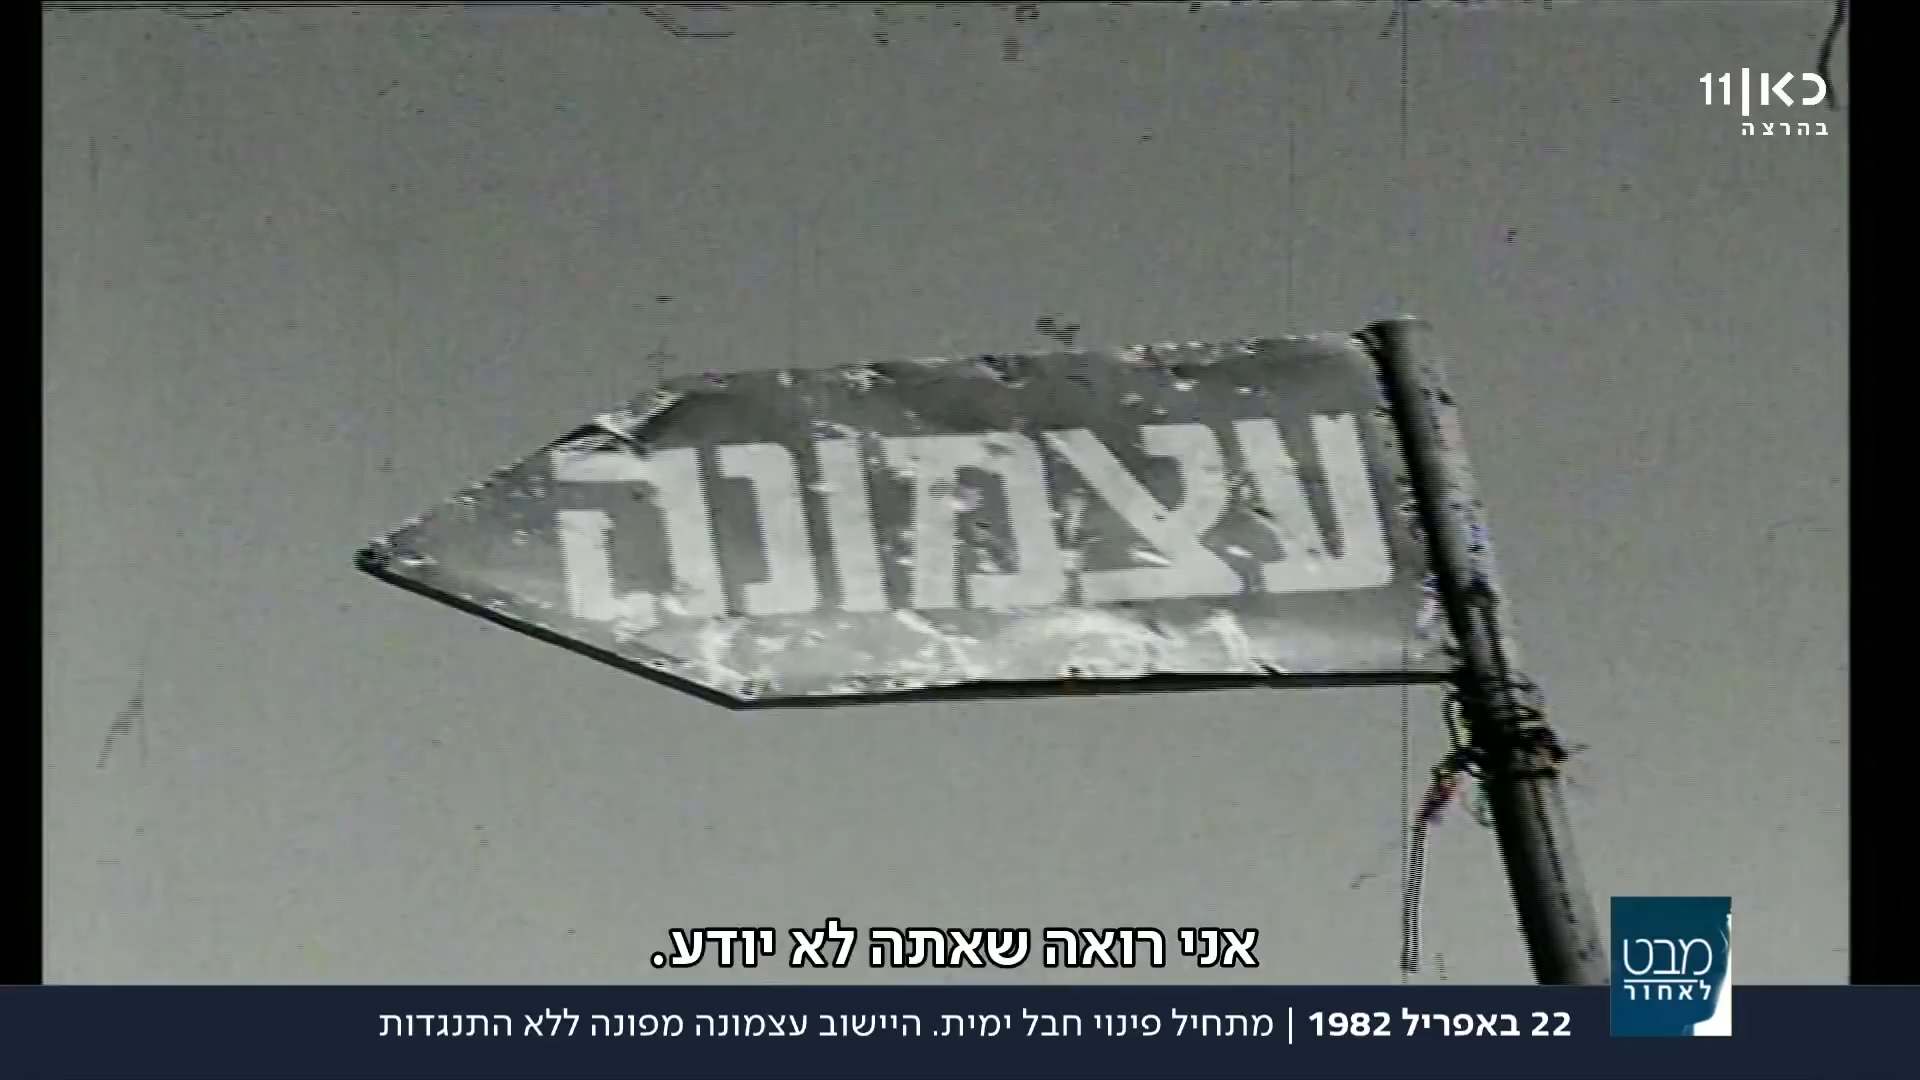 כאן 11
בהרצה
עצמונה
אני רואה שאתה לא יודע.
מבט
לאחור
22 באפריל 1982 | מתחיל פינוי חבל ימית. היישוב עצמונה מפונה ללא התנגדות